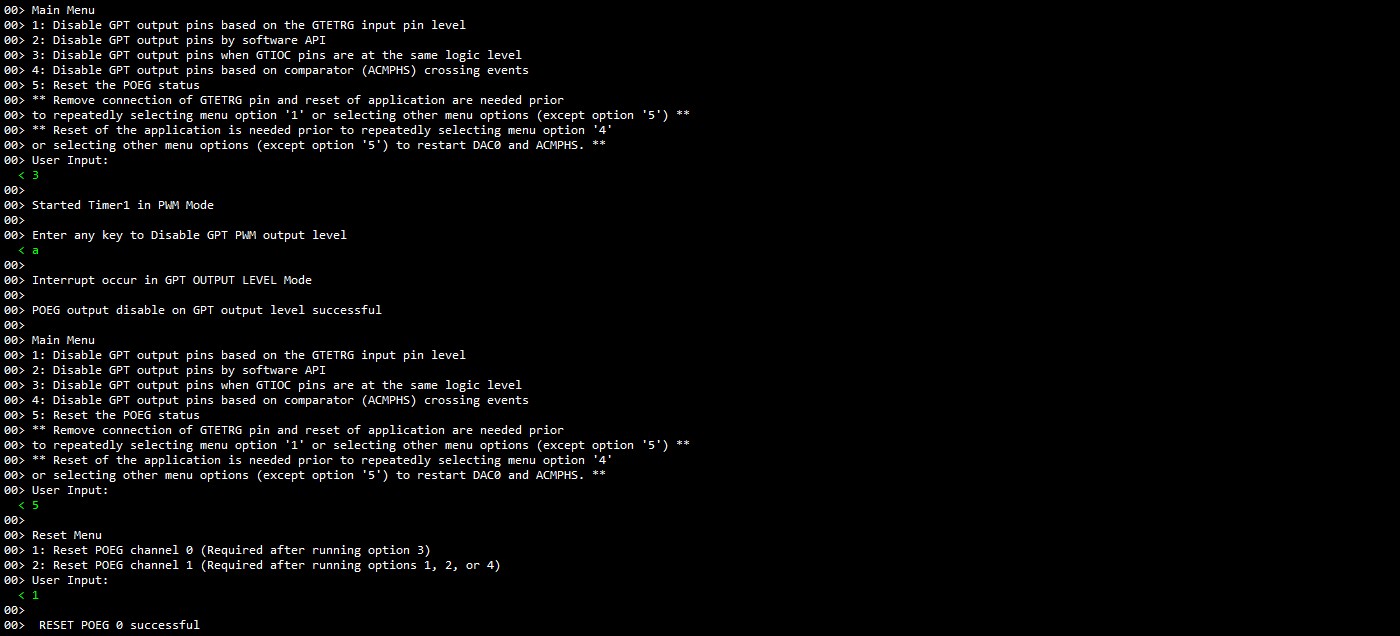 00> Main Menu
00> 1: Disable GPT output pins based on the GTETRG input pin level
00> 2: Disable GPT output pins by software API
00> 3: Disable GPT output pins when GTIOC pins are at the same logic level
00> 4: Disable GPT output pins based on comparator (ACMPHS) crossing events
00> 5: Reset the POEG status
00> ** Remove connection of GTETRG pin and reset of application are needed prior
00> to repeatedly selecting menu option '1' or selecting other menu options (except option '5') **
00> ** Reset of the application is needed prior to repeatedly selecting menu option '4'
00> or selecting other menu options (except option '5') to restart DAC0 and ACMPHS. **
00> User Input:
< 3
00>
00> Started Timer1 in PWM Mode
00>
00> Enter any key to Disable GPT PWM output level
< a
00>
00> Interrupt occur in GPT OUTPUT LEVEL Mode
00>
00> POEG output disable on GPT output level successful
00>
00> Main Menu
00> 1: Disable GPT output pins based on the GTETRG input pin level
00> 2: Disable GPT output pins by software API
00> 3: Disable GPT output pins when GTIOC pins are at the same logic level
00> 4: Disable GPT output pins based on comparator (ACMPHS) crossing events
00> 5: Reset the POEG status
00> ** Remove connection of GTETRG pin and reset of application are needed prior
00> to repeatedly selecting menu option '1' or selecting other menu options (except option '5') **
00> ** Reset of the application is needed prior to repeatedly selecting menu option '4'
00> or selecting other menu options (except option '5') to restart DAC0 and ACMPHS. **
00> User Input:
< 5
00>
00> Reset Menu
00> 1: Reset POEG channel 0 (Required after running option 3)
00> 2: Reset POEG channel 1 (Required after running options 1, 2, or 4)
00> User Input:
< 1
00>
00>  RESET POEG 0 successful